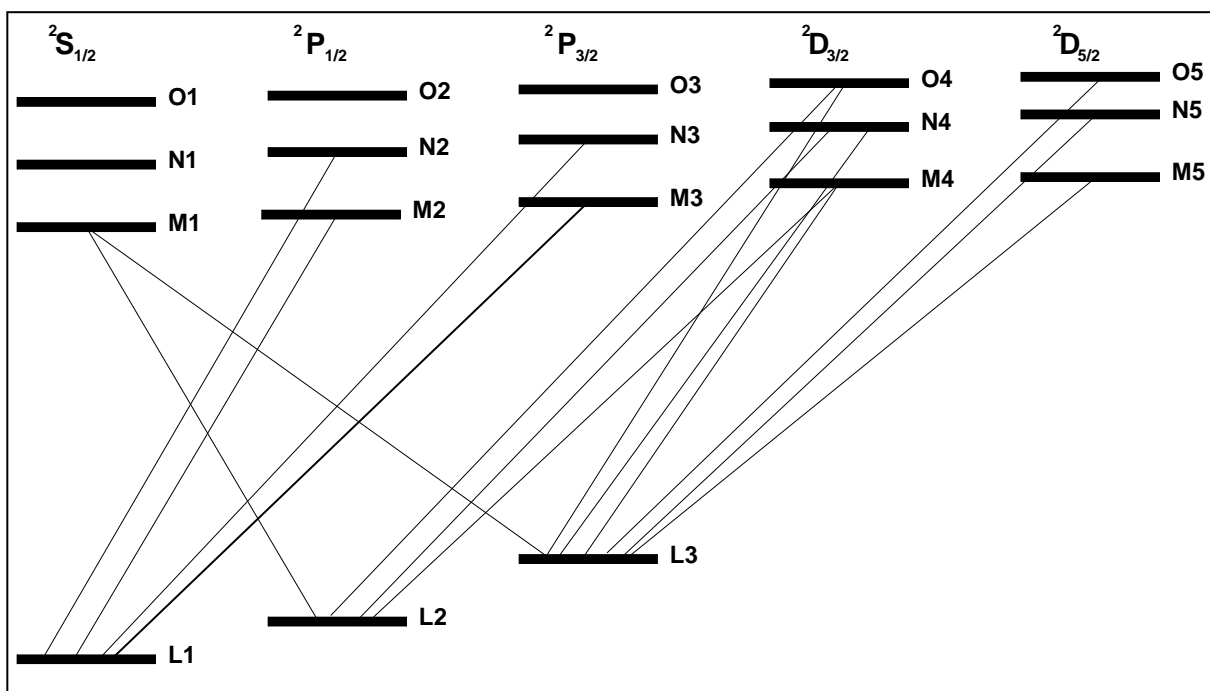 ²S₁/₂ ²P₁/₂ ²P₃/₂ ²D₃/₂ ²D₅/₂
O1 O2 O3 O4 O5
N1 N2 N3 N4 N5
M1 M2 M3 M4 M5
L3
L2
L1